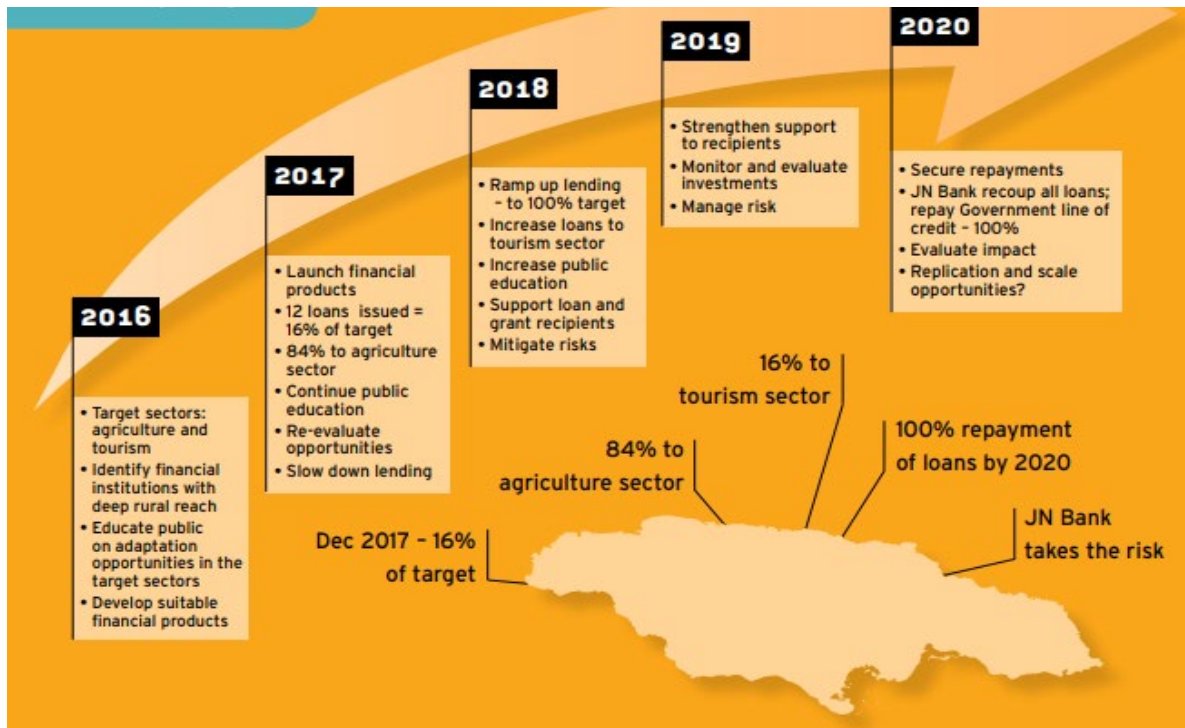 2016
• Target sectors:
agriculture and
tourism
• Identify financial
institutions with
deep rural reach
• Educate public
on adaptation
opportunities in the
target sectors
• Develop suitable
financial products
2017
• Launch financial
products
• 12 loans issued =
16% of target
• 84% to agriculture
sector
• Continue public
education
• Re-evaluate
opportunities
• Slow down lending
2018
• Ramp up lending
– to 100% target
• Increase loans to
tourism sector
• Increase public
education
• Support loan and
grant recipients
• Mitigate risks
2019
• Strengthen support
to recipients
• Monitor and evaluate
investments
• Manage risk
2020
• Secure repayments
• JN Bank recoup all loans;
repay Government line of
credit – 100%
• Evaluate impact
• Replication and scale
opportunities?
Dec 2017 – 16%
of target
84% to
agriculture sector
16% to
tourism sector
100% repayment
of loans by 2020
JN Bank
takes the risk